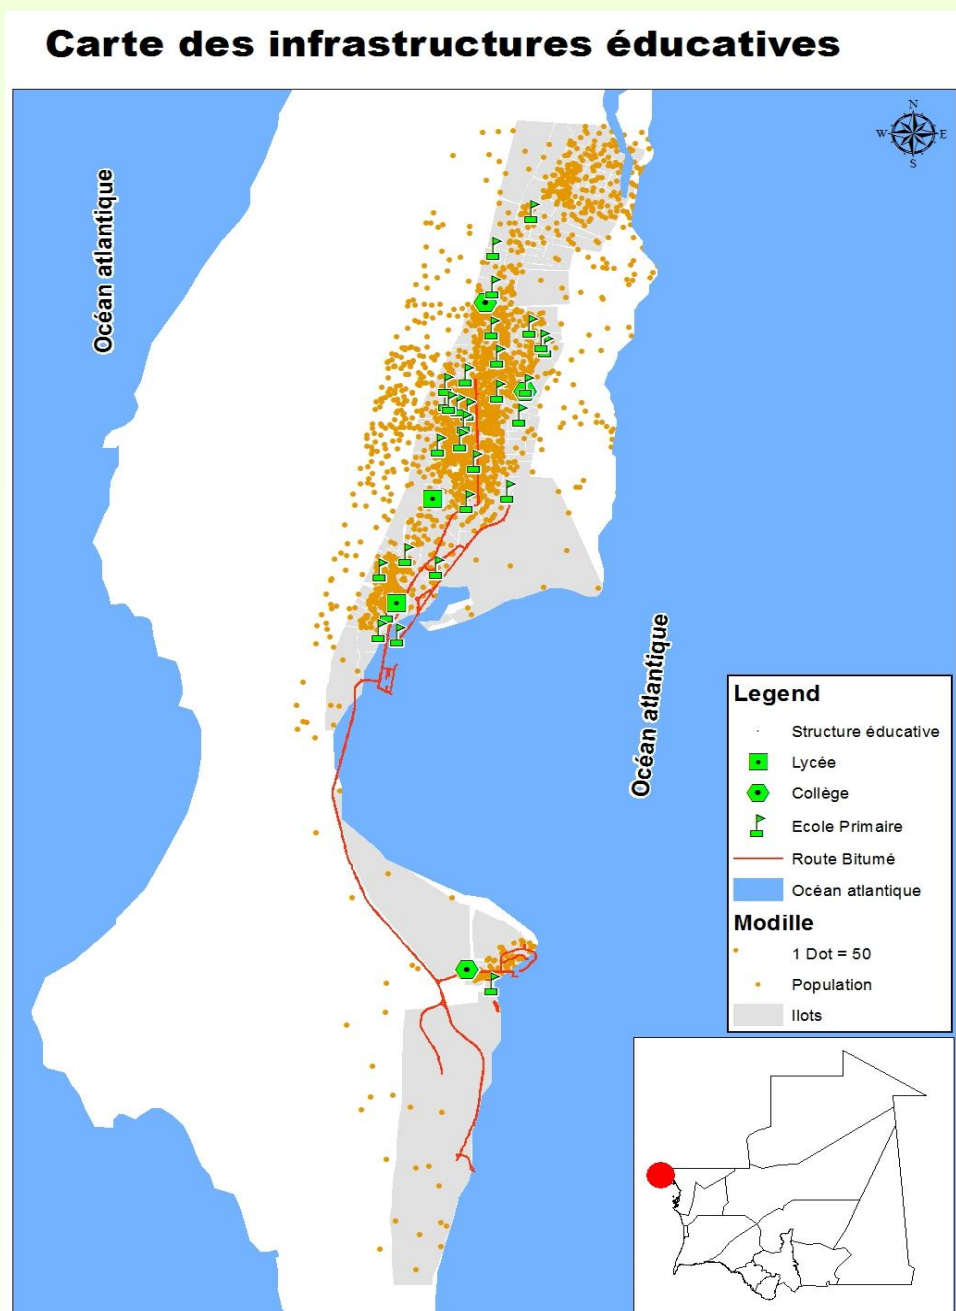 Carte des infrastructures éducatives
N
W
E
S
Océan atlantique
Océan atlantique
Legend
Structure éducative
Lycée
Collège
Ecole Primaire
Route Bitumé
Océan atlantique
Modille
1 Dot = 50
Population
Ilots